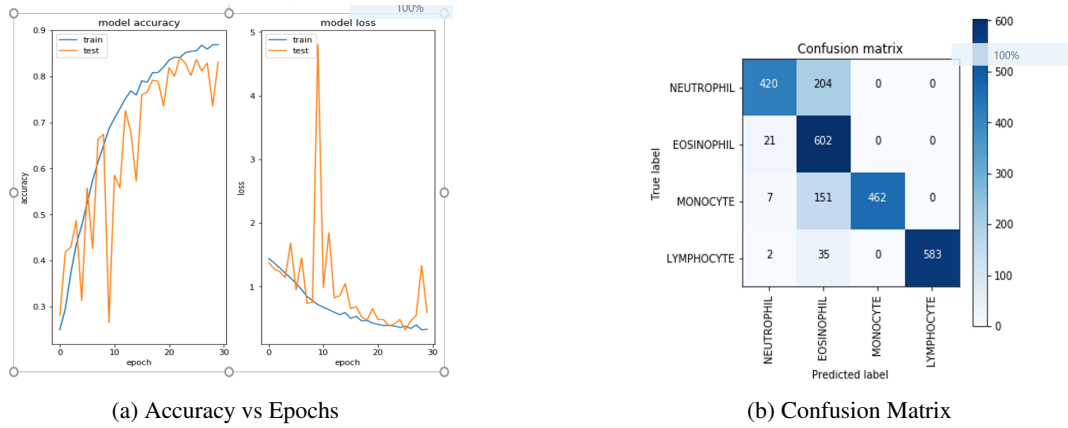 100%
model accuracy
model loss
train
test
train
test
0.9
0.8
0.7
0.6
0.5
0.4
0.3
accuracy
0
10
20
30
epoch
5
4
3
2
1
loss
0
10
20
30
epoch
(a) Accuracy vs Epochs
Confusion matrix
100%
600
500
400
300
200
100
0
True label
NEUTROPHIL
420 204 0 0
EOSINOPHIL
21 602 0 0
MONOCYTE
7 151 462 0
LYMPHOCYTE
2 35 0 583
NEUTROPHIL
EOSINOPHIL
MONOCYTE
LYMPHOCYTE
Predicted label
(b) Confusion Matrix